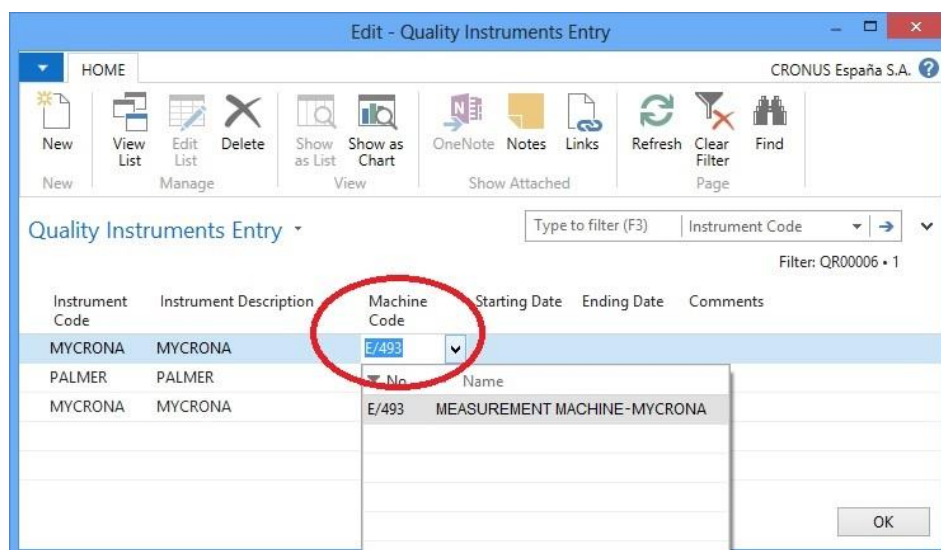 Edit - Quality Instruments Entry
HOME
CRONUS España S.A.
New View List Edit List Delete Show as List Show as Chart OneNote Notes Links Refresh Clear Filter Find
New Manage View Show Attached Page
Quality Instruments Entry Type to filter (F3) Instrument Code
Filter: QR00006 • 1
Instrument Code Instrument Description Machine Code Starting Date Ending Date Comments
MYCRONA MYCRONA E/493
PALMER PALMER
No. Name
MYCRONA MYCRONA
E/493 MEASUREMENT MACHINE-MYCRONA
OK